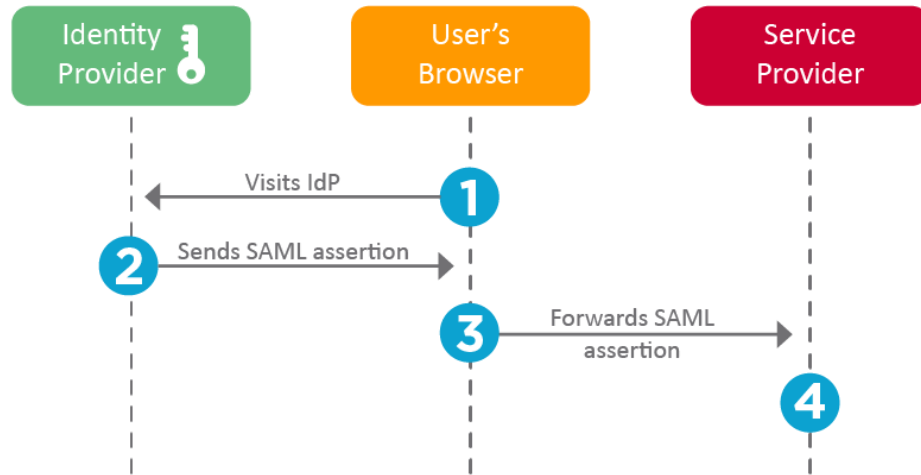 Identity
Provider
User’s
Browser
Service
Provider
Visits IdP
1
2
Sends SAML assertion
3
Forwards SAML
assertion
4